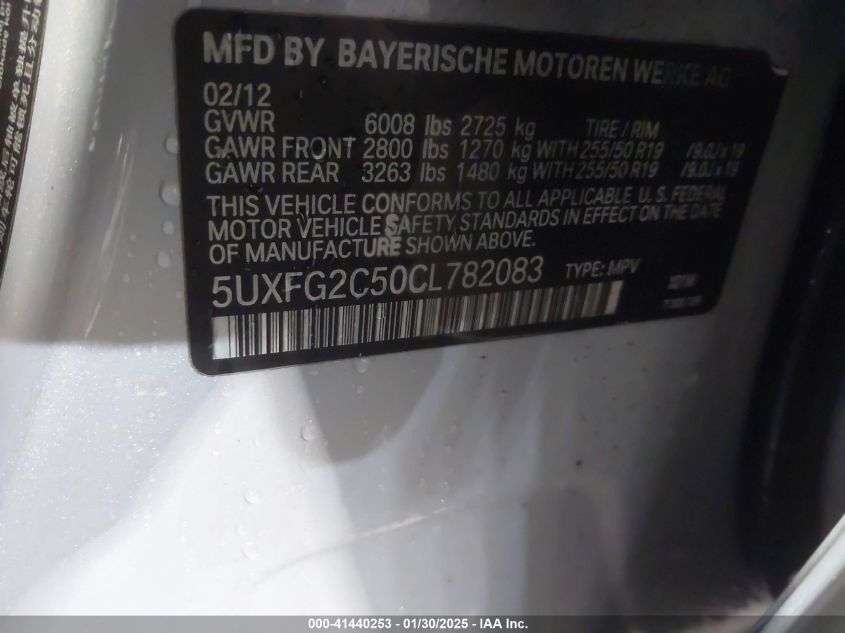 MFD BY BAYERISCHE MOTOREN WERKE AG
02/12
GVWR 6008 lbs 2725 kg TIRE / RIM
GAWR FRONT 2800 lbs 1270 kg WITH 255/50 R19 /9.0J x 19
GAWR REAR 3263 lbs 1480 kg WITH 255/50 R19 /9.0J x 19
THIS VEHICLE CONFORMS TO ALL APPLICABLE U. S. FEDERAL
MOTOR VEHICLE SAFETY STANDARDS IN EFFECT ON THE DATE
OF MANUFACTURE SHOWN ABOVE.
5UXFG2C50CL782083 TYPE: MPV
000-41440253 - 01/30/2025 - IAA Inc.